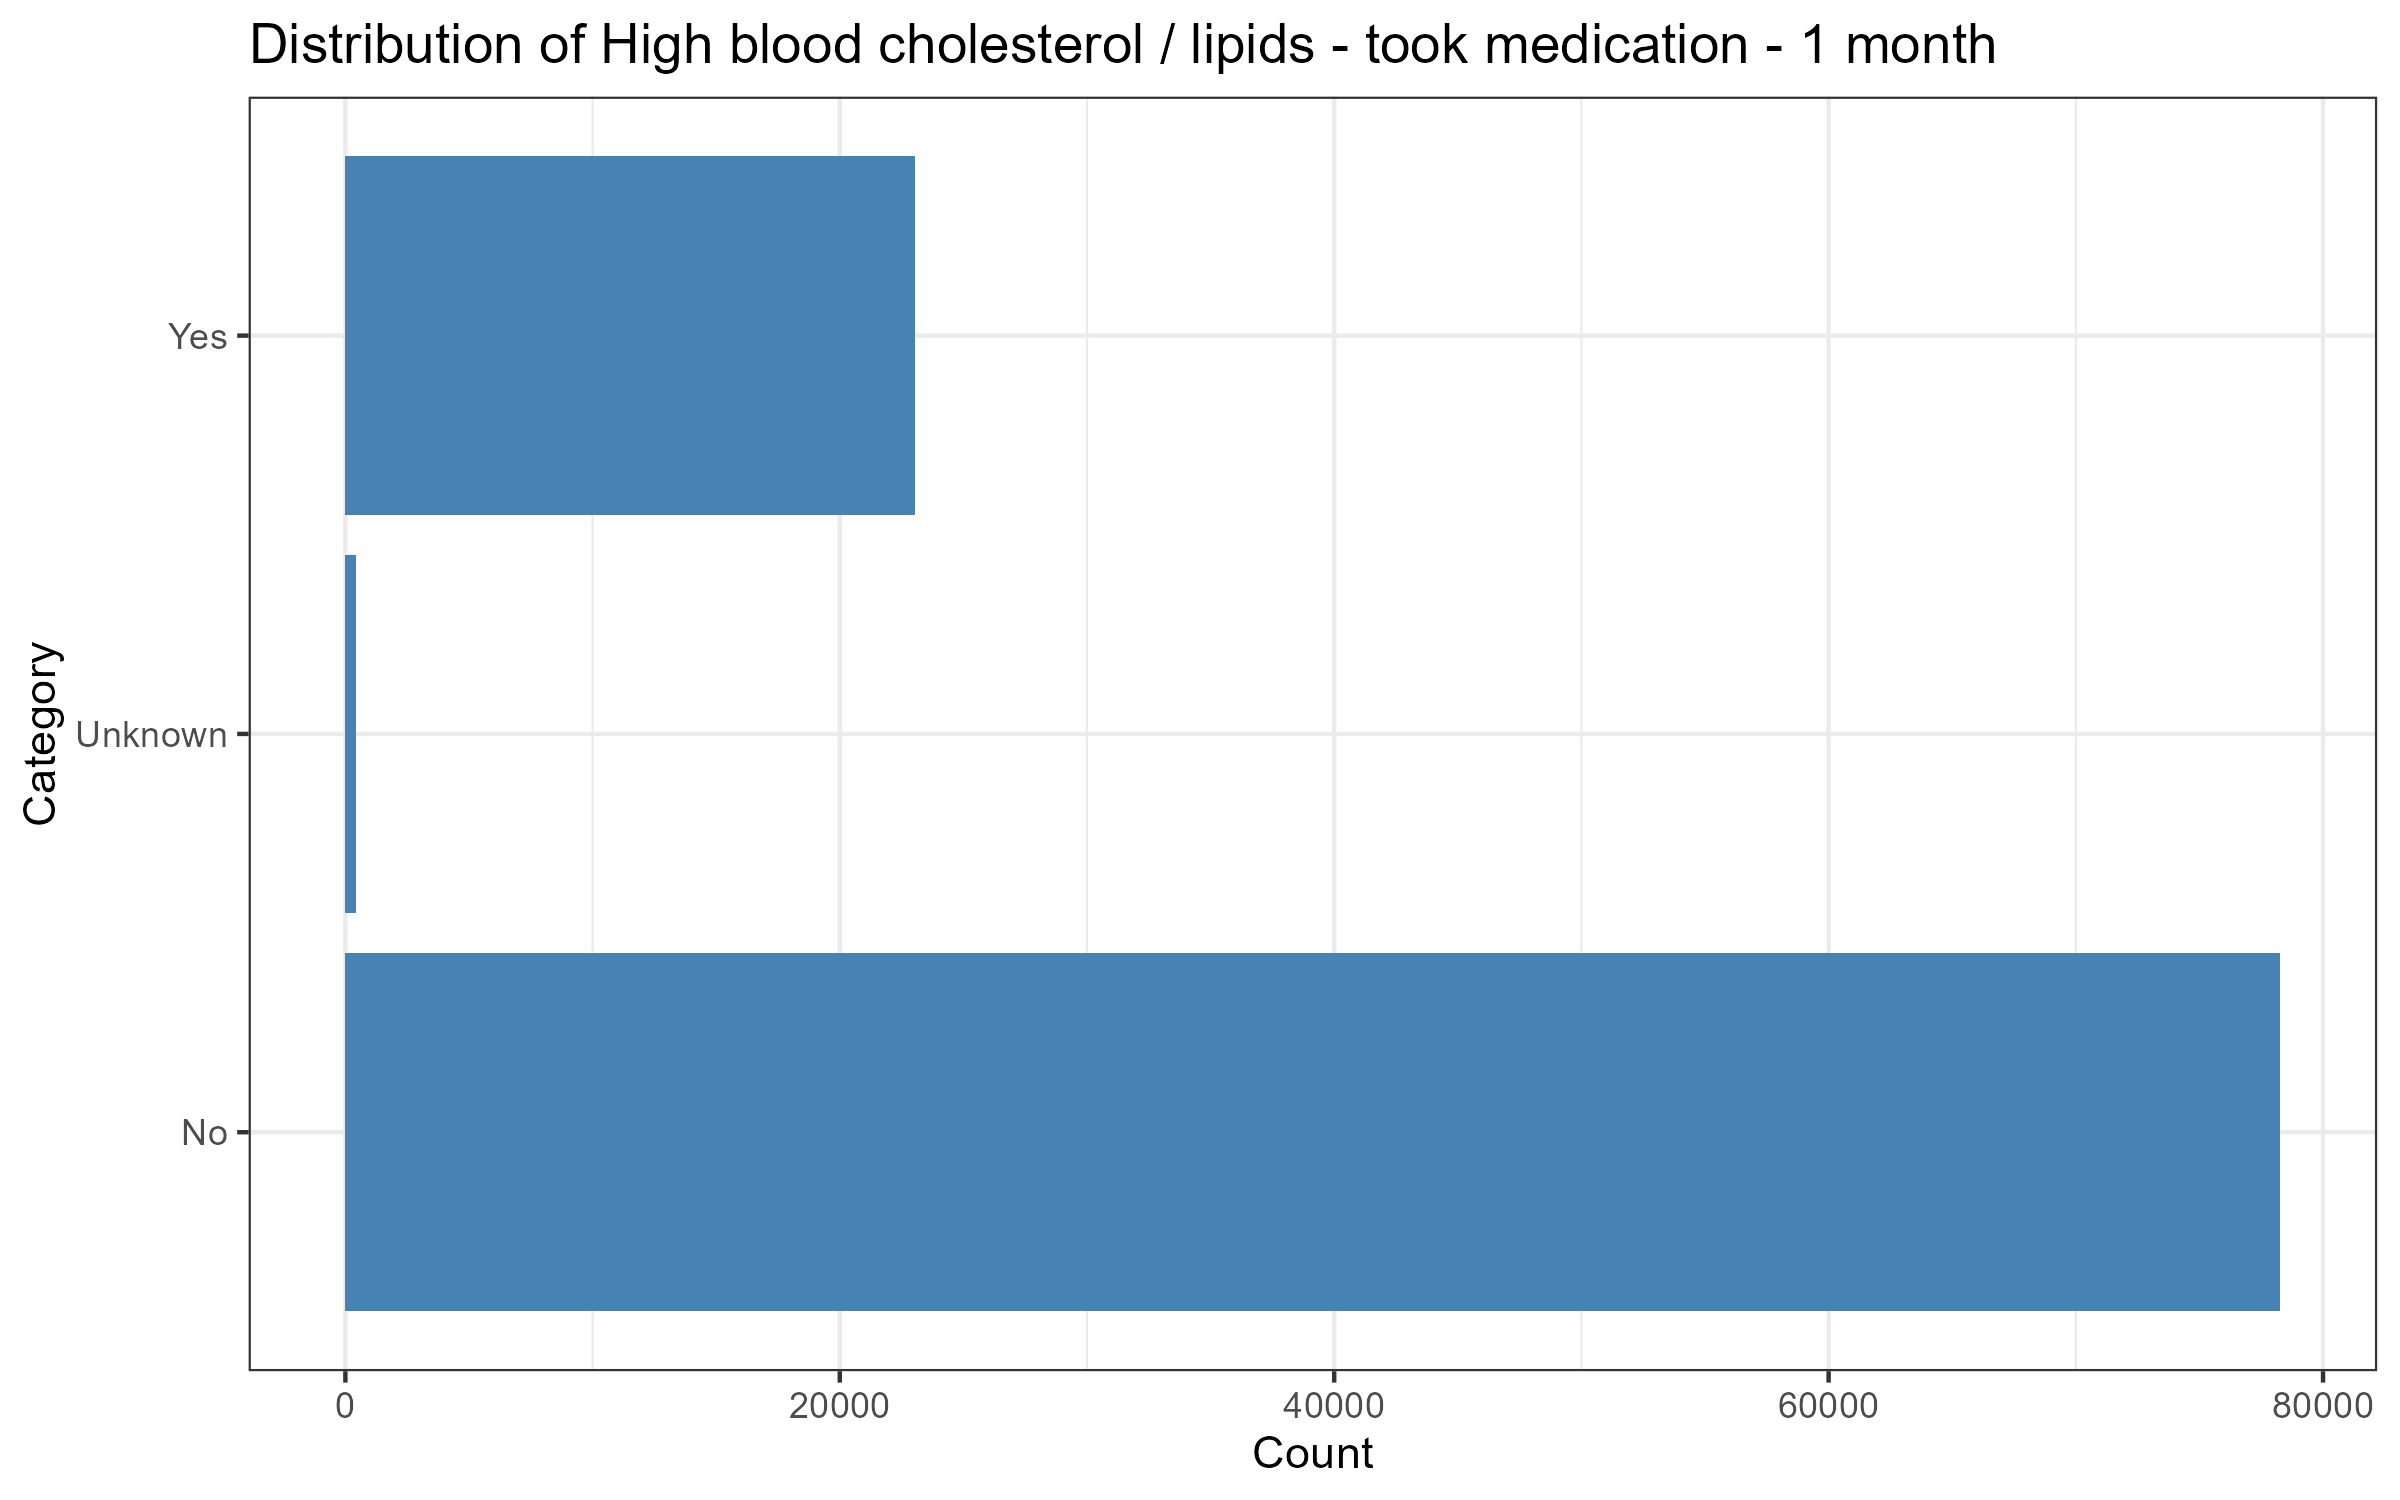 Distribution of High blood cholesterol / lipids - took medication - 1 month
Category
Yes
Unknown
No
0 20000 40000 60000 80000
Count